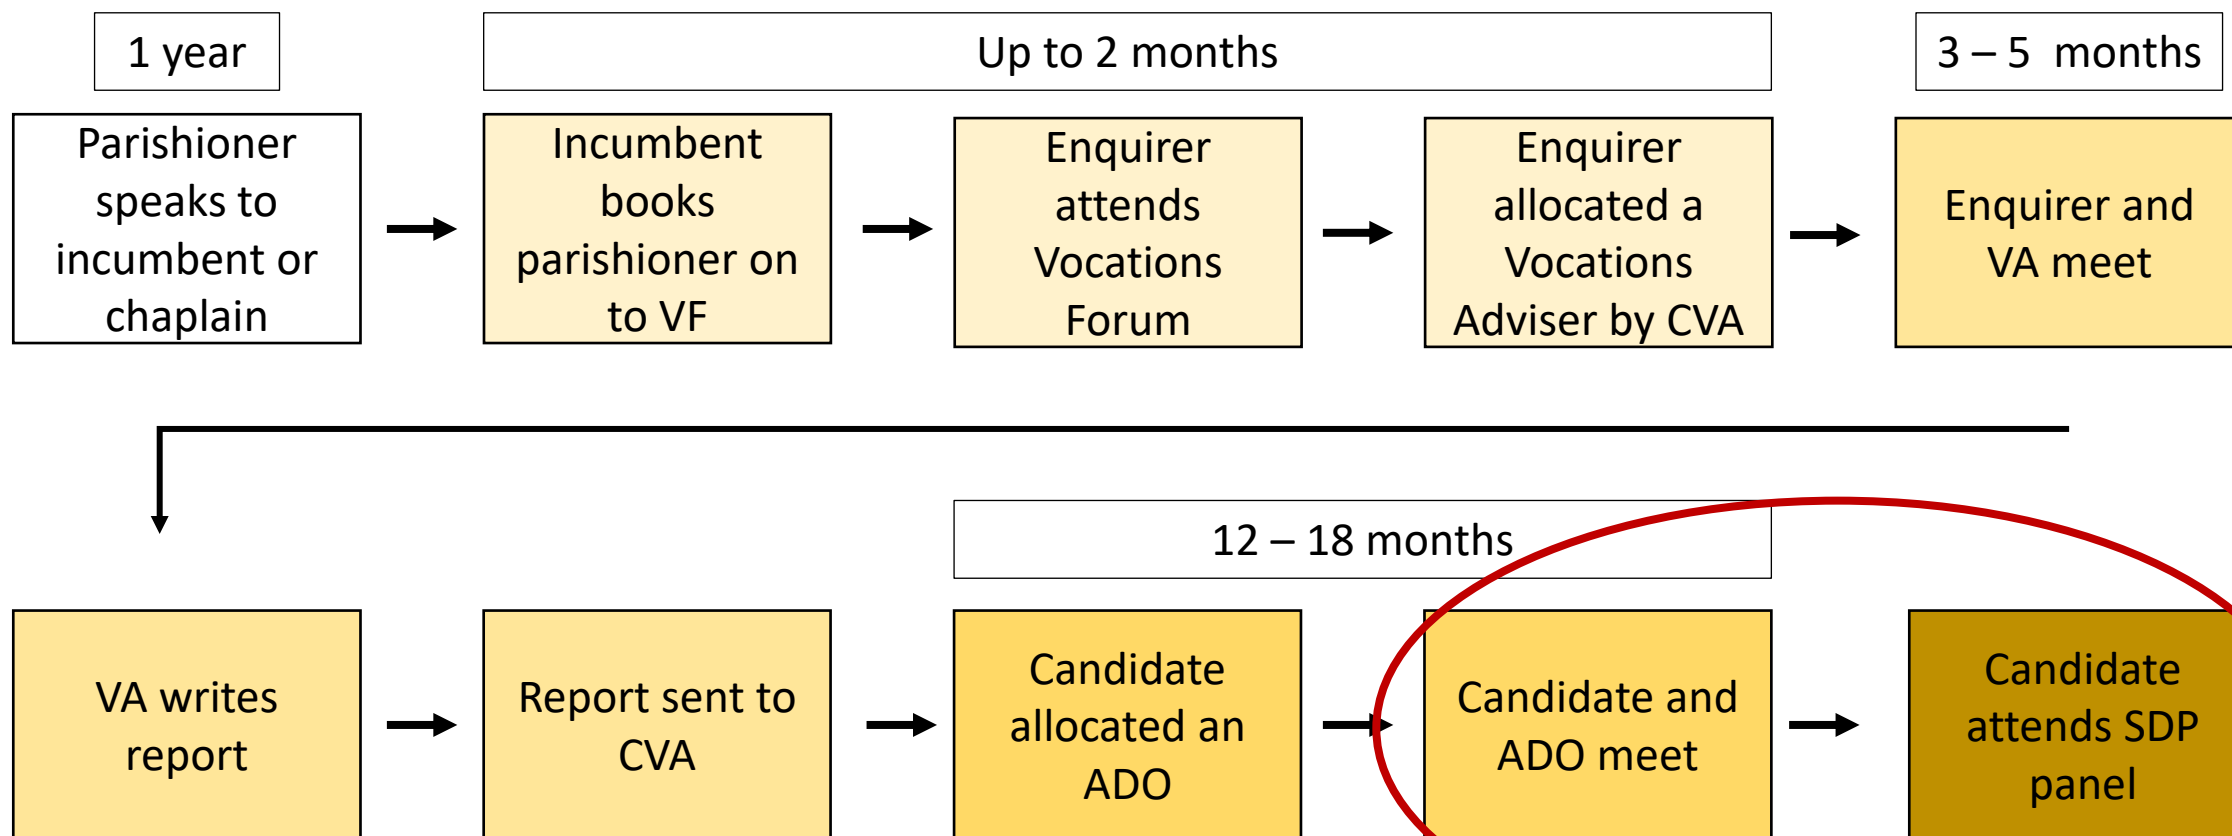 1 year
Up to 2 months
3 – 5 months
Parishioner
speaks to
incumbent or
chaplain
Incumbent
books
parishioner on
to VF
Enquirer
attends
Vocations
Forum
Enquirer
allocated a
Vocations
Adviser by CVA
Enquirer and
VA meet
12 – 18 months
VA writes
report
Report sent to
CVA
Candidate
allocated an
ADO
Candidate and
ADO meet
Candidate
attends SDP
panel